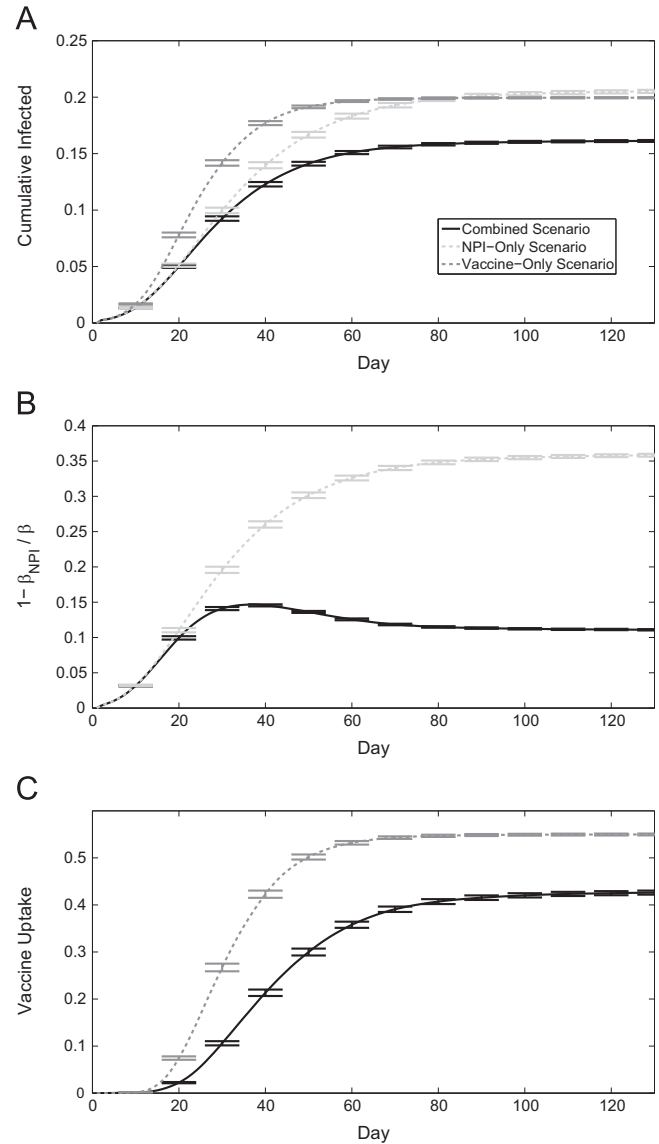 A
0.25
0.2
0.15
0.1
0.05
0
Cumulative Infected
Combined Scenario
NPI-Only Scenario
Vaccine-Only Scenario
0 20 40 60 80 100 120
Day
B
0.4
0.35
0.3
0.25
0.2
0.15
0.1
0.05
0
1− βNPI / β
0 20 40 60 80 100 120
Day
C
0.5
0.4
0.3
0.2
0.1
0
Vaccine Uptake
0 20 40 60 80 100 120
Day